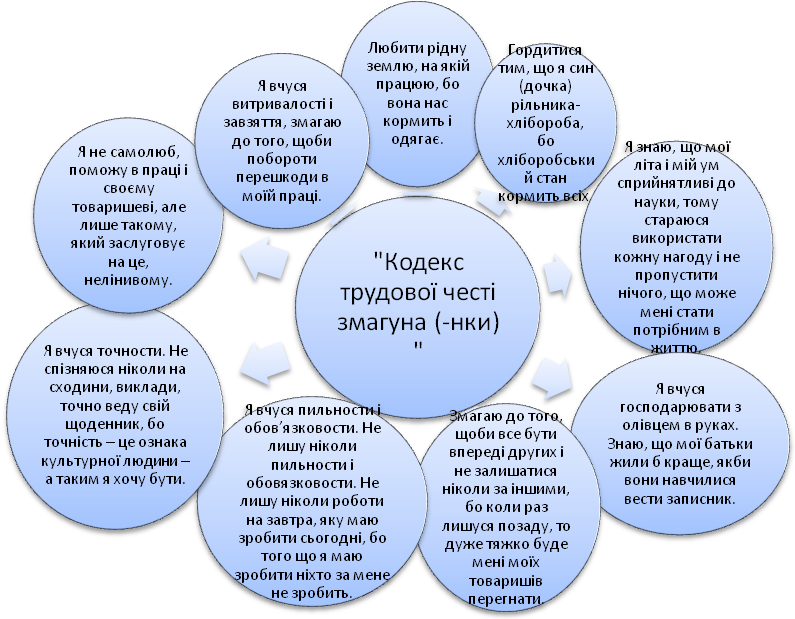 Любити рідну
землю, на якій
працюю, бо
вона нас
кормить і
одягає.
Гордитися
тим, що я син
(дочка)
рільника-
хлібороба,
бо
хліборобськи
й стан
кормить всіх
Я знаю, що мої
літа і мій ум
сприйнятливі до
науки, тому
стараюся
використати
кожну нагоду і не
пропустити
нічого, що може
мені стати
потрібним в
життю.
Я вчуся
господарювати з
олівцем в руках.
Знаю, що мої батьки
жили б краще, якби
вони навчилися
вести записник.
Змагаю до того,
щоби все бути
впереді других і
не залишатися
ніколи за іншими,
бо коли раз
лишуся позаду, то
дуже тяжко буде
мені моїх
товаришів
перегнати.
Я вчуся пильности і
обов’язковости. Не
лишу ніколи
пильности і
обовязковости. Не
лишу ніколи роботи
на завтра, яку маю
зробити сьогодні, бо
того що я маю
зробити ніхто за мене
не зробить.
Я вчуся точности. Не
спізняюся ніколи на
сходини, виклади,
точно веду свій
щоденник, бо
точність – це ознака
культурної людини –
а таким я хочу бути.
Я не самолюб,
поможу в праці і
своєму
товаришеві, але
лише такому,
який заслуговує
на це,
нелінивому.
Я вчуся
витривалості і
завзяття, змагаю
до того, щоби
побороти
перешкоди в
моїй праці.
"Кодекс
трудової честі
змагуна (-нки)
"